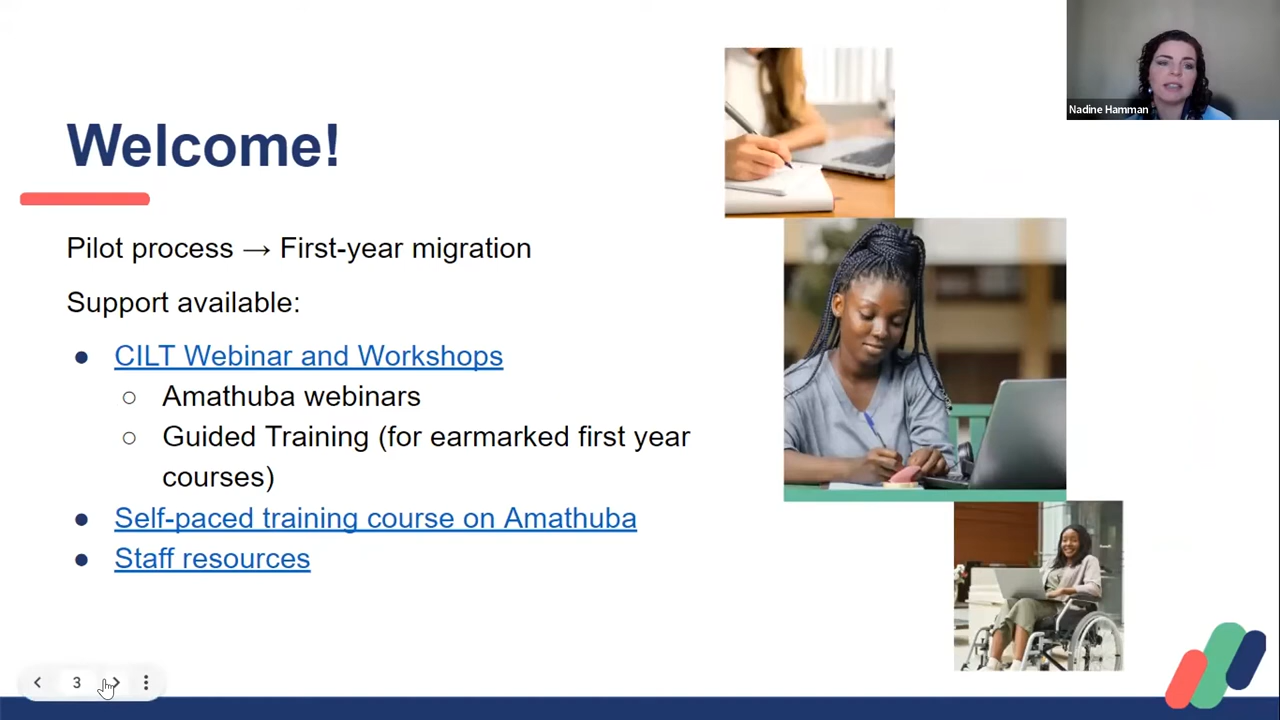 Nadine Hamman
Welcome!
Pilot process → First-year migration
Support available:
● CILT Webinar and Workshops
○ Amathuba webinars
○ Guided Training (for earmarked first year
courses)
● Self-paced training course on Amathuba
● Staff resources
3